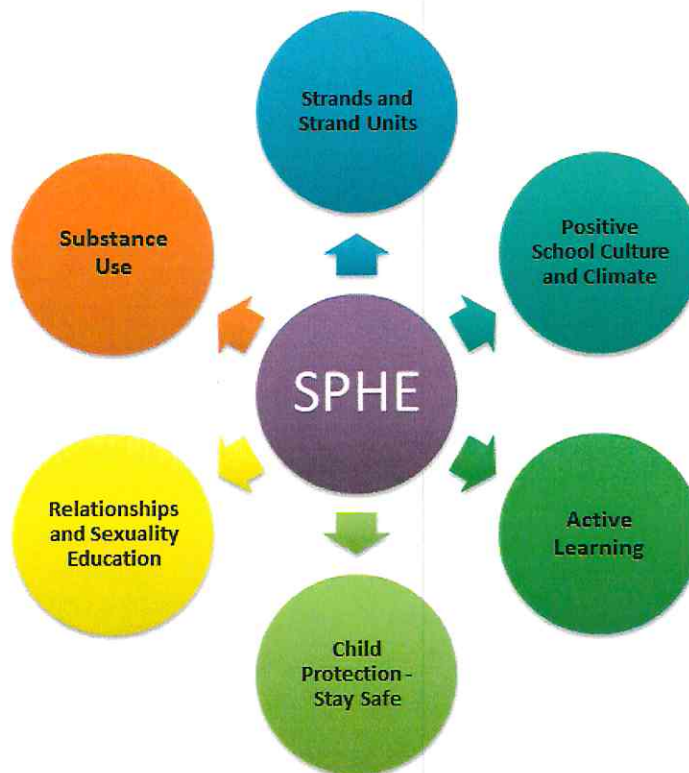 Strands and
Strand Units
Positive
School Culture
and Climate
Active
Learning
Child
Protection -
Stay Safe
Relationships
and Sexuality
Education
Substance
Use
SPHE